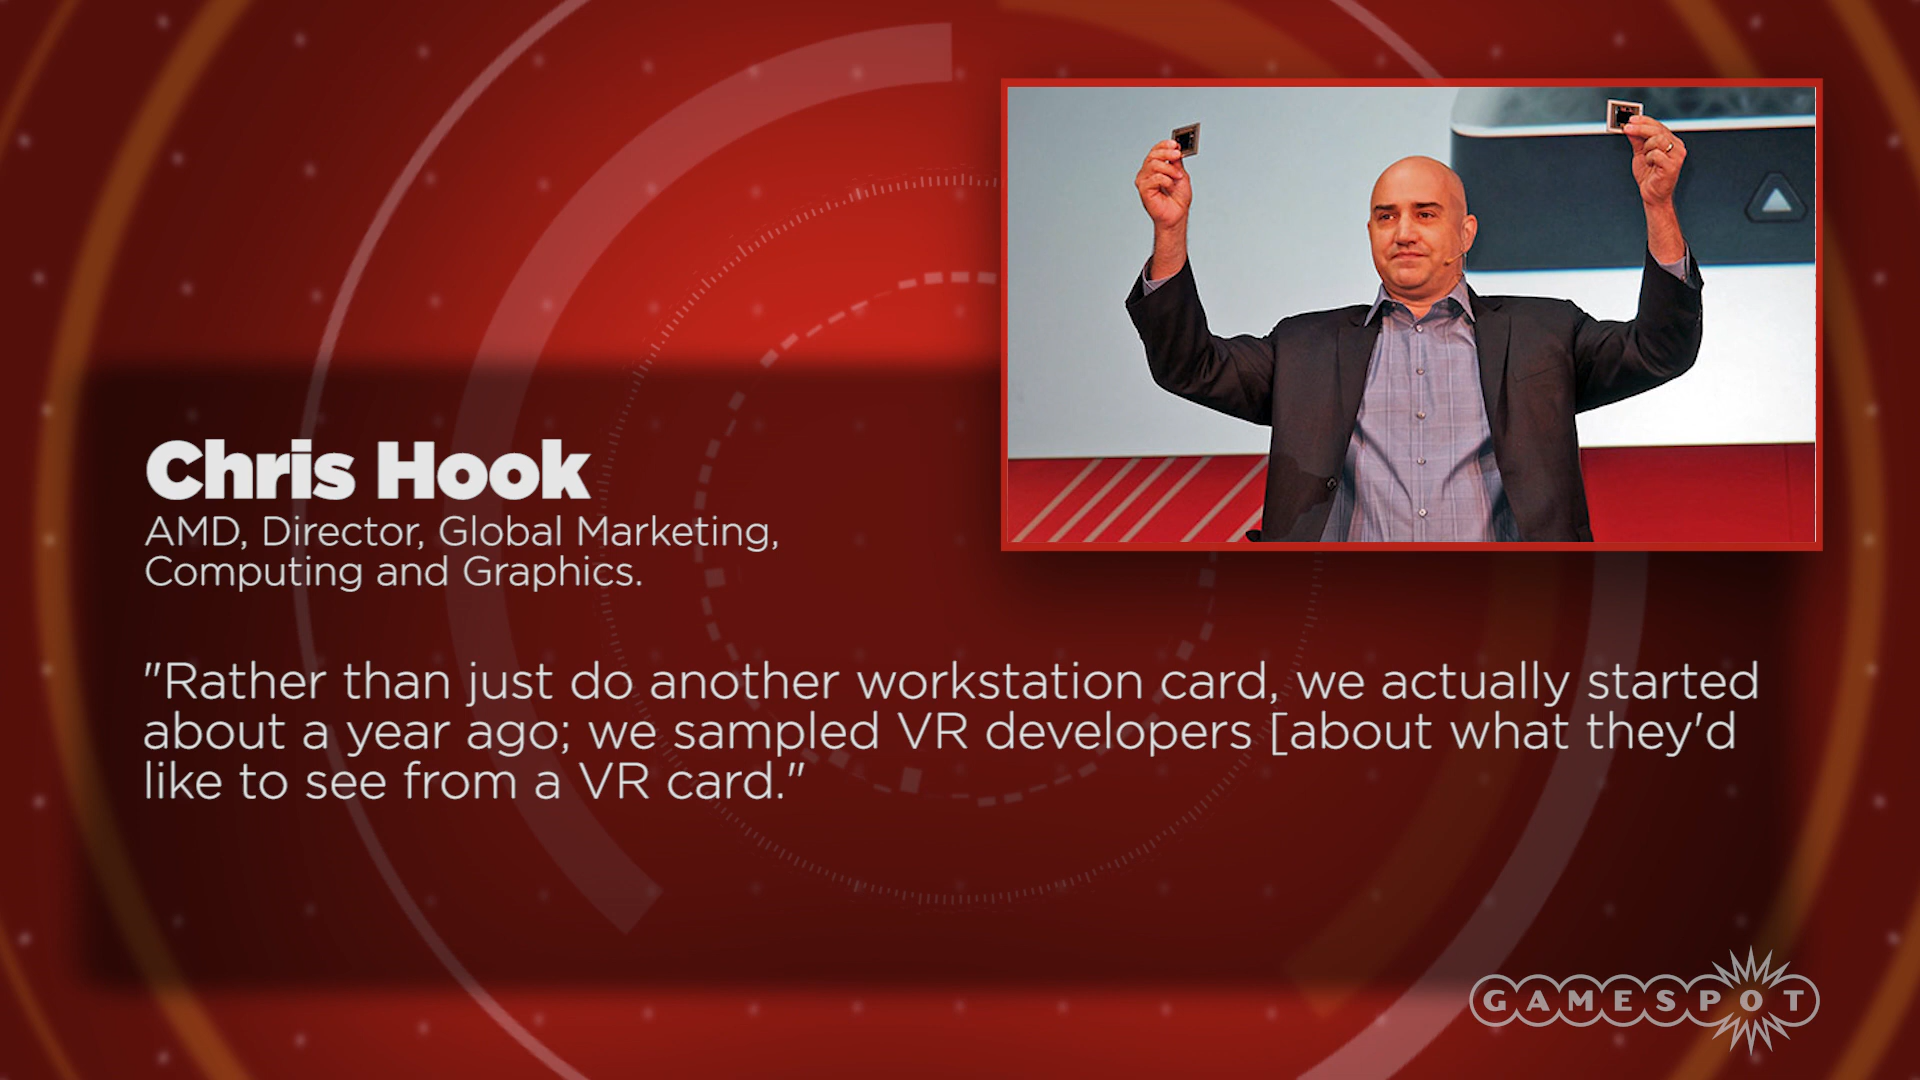 Chris Hook
AMD, Director, Global Marketing,
Computing and Graphics.
"Rather than just do another workstation card, we actually started
about a year ago; we sampled VR developers [about what they'd
like to see from a VR card."
GAMESPOT